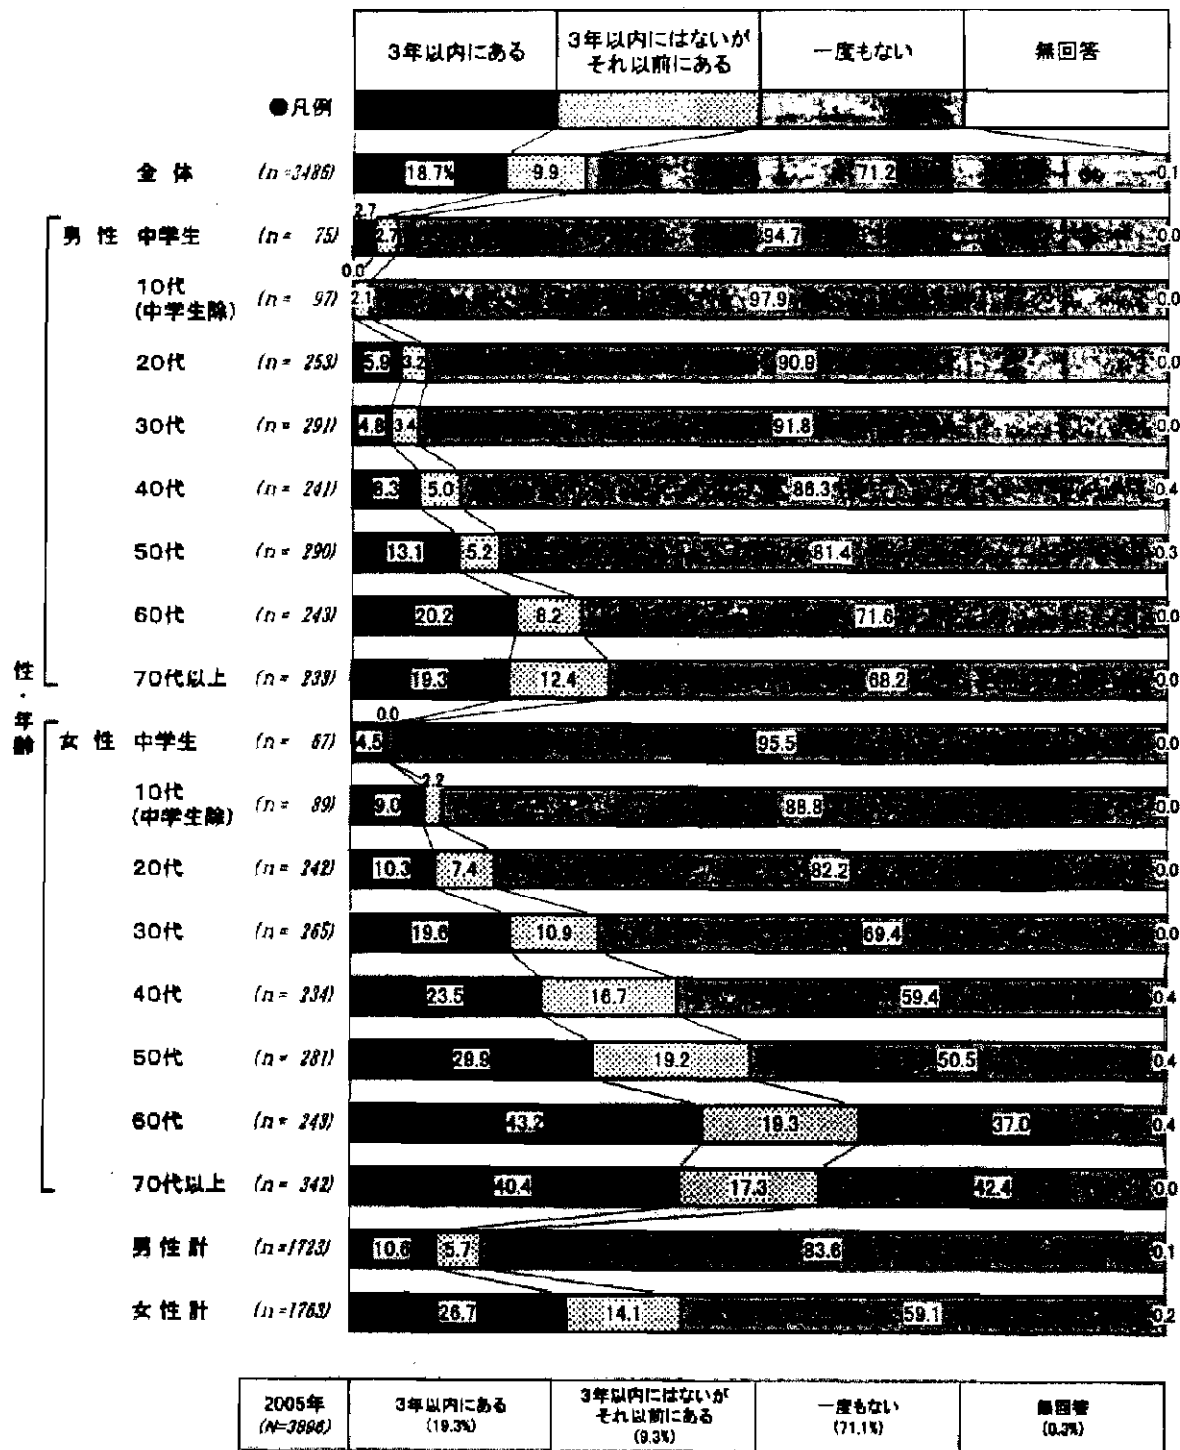 3年以内にある
3年以内にはないが
それ以前にある
一度もない
無回答
●凡例
全 体 (n=3486) 18.7% 9.9 71.2 0.1
性・年齢
男 性 中学生 (n= 75) 2.7 2.7 94.7 0.0
10代
(中学生除) (n= 97) 0.0 2.1 97.9 0.0
20代 (n= 253) 5.9 3.2 90.9 0.0
30代 (n= 291) 4.8 3.4 91.8 0.0
40代 (n= 241) 8.3 5.0 86.3 0.4
50代 (n= 290) 13.1 5.2 81.4 0.3
60代 (n= 243) 20.2 8.2 71.6 0.0
70代以上 (n= 233) 19.3 12.4 68.2 0.0
女 性 中学生 (n= 67) 4.5 0.0 95.5 0.0
10代
(中学生除) (n= 89) 9.0 2.2 88.8 0.0
20代 (n= 242) 10.3 7.4 82.2 0.0
30代 (n= 265) 19.6 10.9 69.4 0.0
40代 (n= 234) 23.5 16.7 59.4 0.4
50代 (n= 281) 29.9 19.2 50.5 0.4
60代 (n= 243) 43.2 19.3 37.0 0.4
70代以上 (n= 342) 40.4 17.3 42.4 0.0
男 性 計 (n=1723) 10.6 5.7 83.6 0.1
女 性 計 (n=1763) 26.7 14.1 59.1 0.2
2005年
(N=3896)
3年以内にある
(19.3%)
3年以内にはないが
それ以前にある
(9.3%)
一度もない
(71.1%)
無回答
(0.3%)